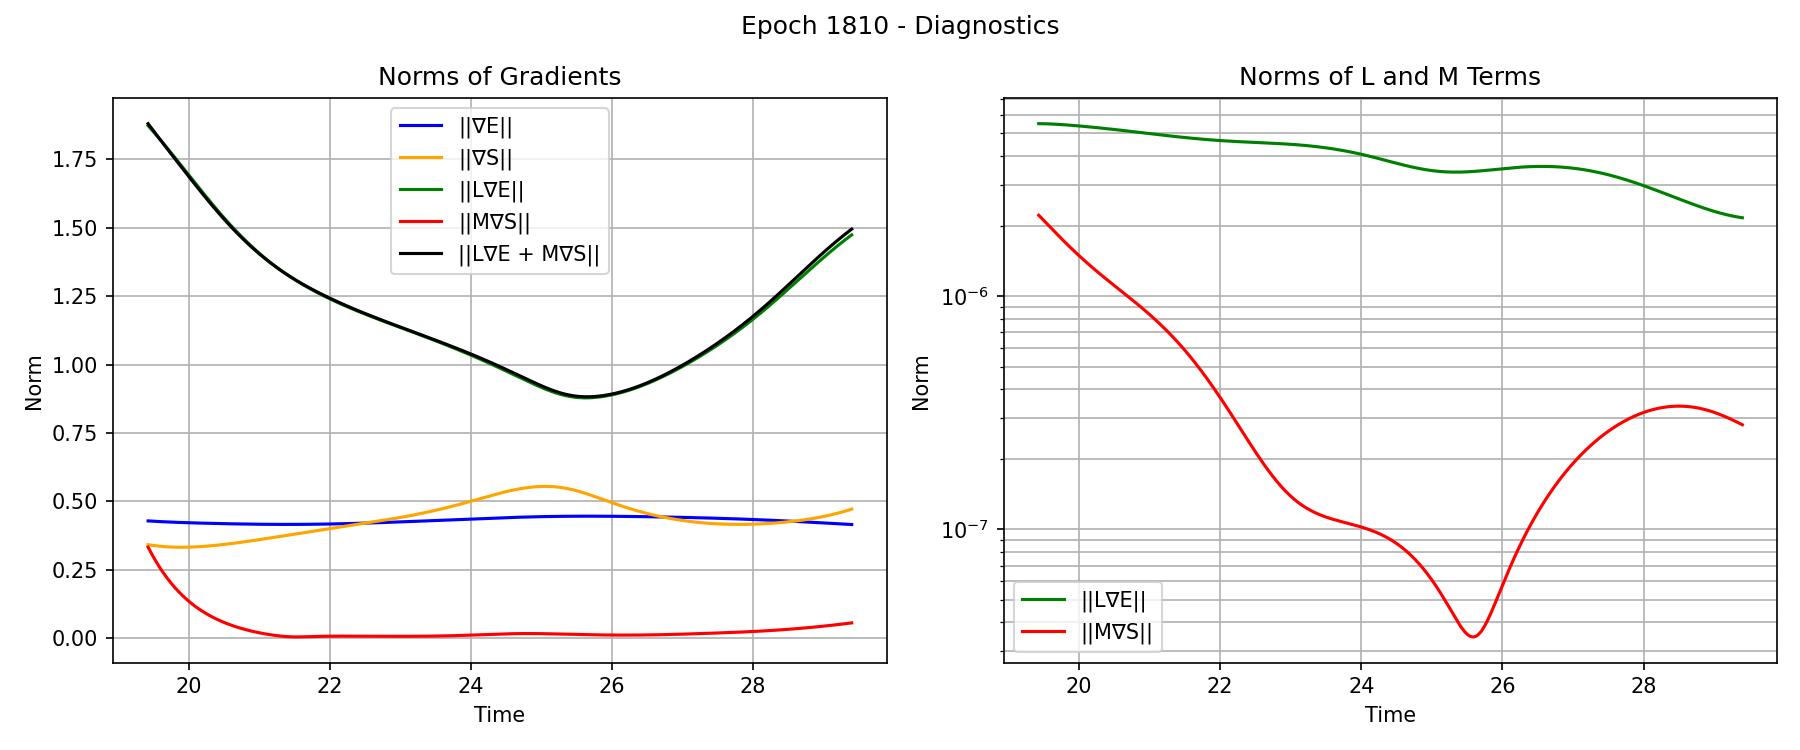 Epoch 1810 - Diagnostics
Norms of Gradients
||∇E||
||∇S||
||L∇E||
||M∇S||
||L∇E + M∇S||
Norm
1.75
1.50
1.25
1.00
0.75
0.50
0.25
0.00
20 22 24 26 28
Time
Norms of L and M Terms
Norm
10⁻⁶
10⁻⁷
||L∇E||
||M∇S||
20 22 24 26 28
Time